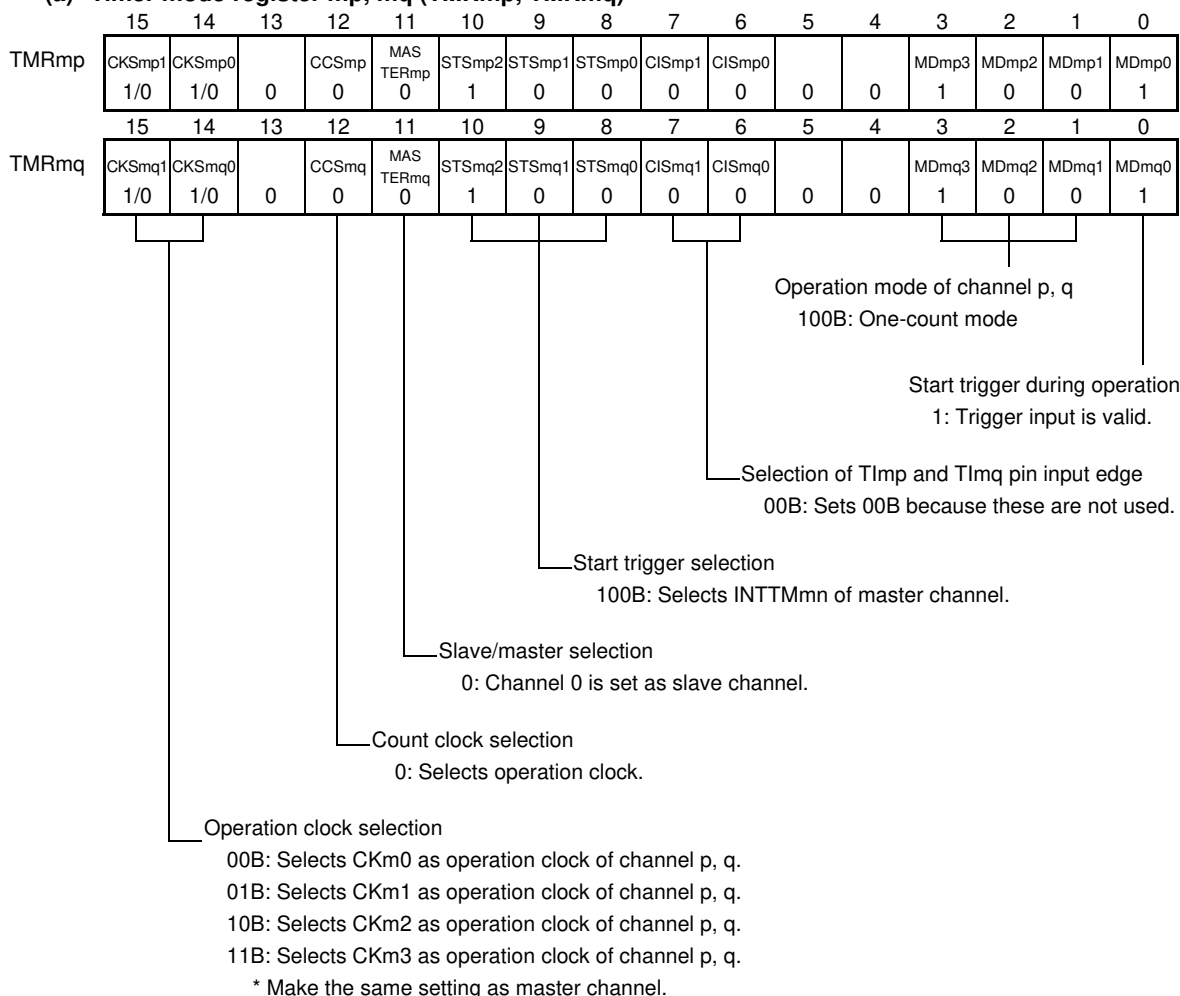 (a) Timer mode register mp, mq (TMRmp, TMRmq)
15 14 13 12 11 10 9 8 7 6 5 4 3 2 1 0
TMRmp CKSmp1 CKSmp0 CCSmp MAS TERmp STSmp2 STSmp1 STSmp0 CISmp1 CISmp0 MDmp3 MDmp2 MDmp1 MDmp0
1/0 1/0 0 0 0 1 0 0 0 0 0 0 1 0 0 1
15 14 13 12 11 10 9 8 7 6 5 4 3 2 1 0
TMRmq CKSmq1 CKSmq0 CCSmq MAS TERmq STSmq2 STSmq1 STSmq0 CISmq1 CISmq0 MDmq3 MDmq2 MDmq1 MDmq0
1/0 1/0 0 0 0 1 0 0 0 0 0 0 1 0 0 1
Operation mode of channel p, q
100B: One-count mode
Start trigger during operation
1: Trigger input is valid.
Selection of TImp and TImq pin input edge
00B: Sets 00B because these are not used.
Start trigger selection
100B: Selects INTTMmn of master channel.
Slave/master selection
0: Channel 0 is set as slave channel.
Count clock selection
0: Selects operation clock.
Operation clock selection
00B: Selects CKm0 as operation clock of channel p, q.
01B: Selects CKm1 as operation clock of channel p, q.
10B: Selects CKm2 as operation clock of channel p, q.
11B: Selects CKm3 as operation clock of channel p, q.
* Make the same setting as master channel.